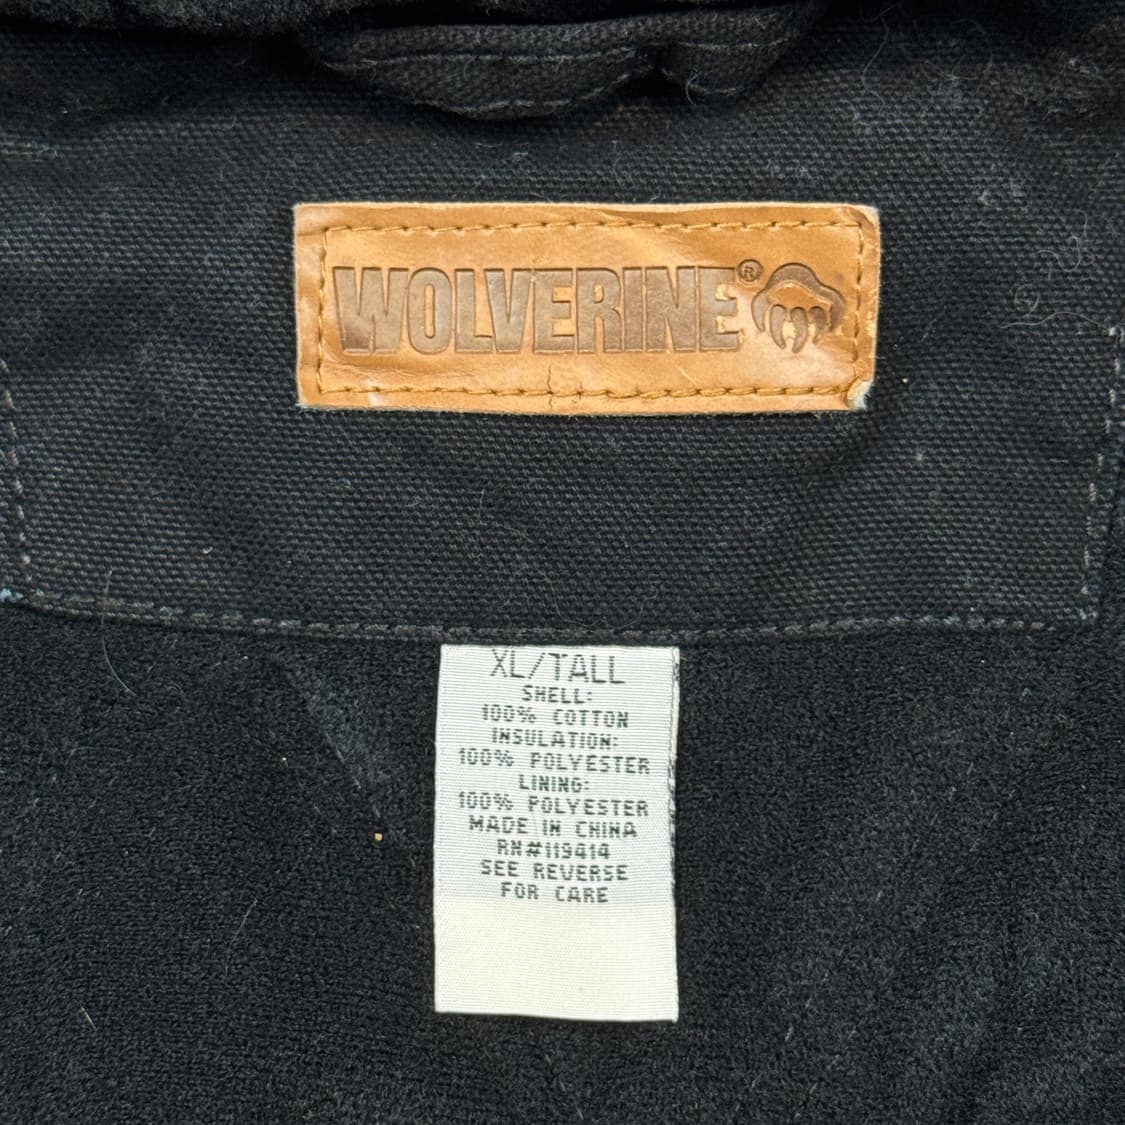 WOLVERINE®
XL/TALL
SHELL:
100% COTTON
INSULATION:
100% POLYESTER
LINING:
100% POLYESTER
MADE IN CHINA
RN#119414
SEE REVERSE
FOR CARE